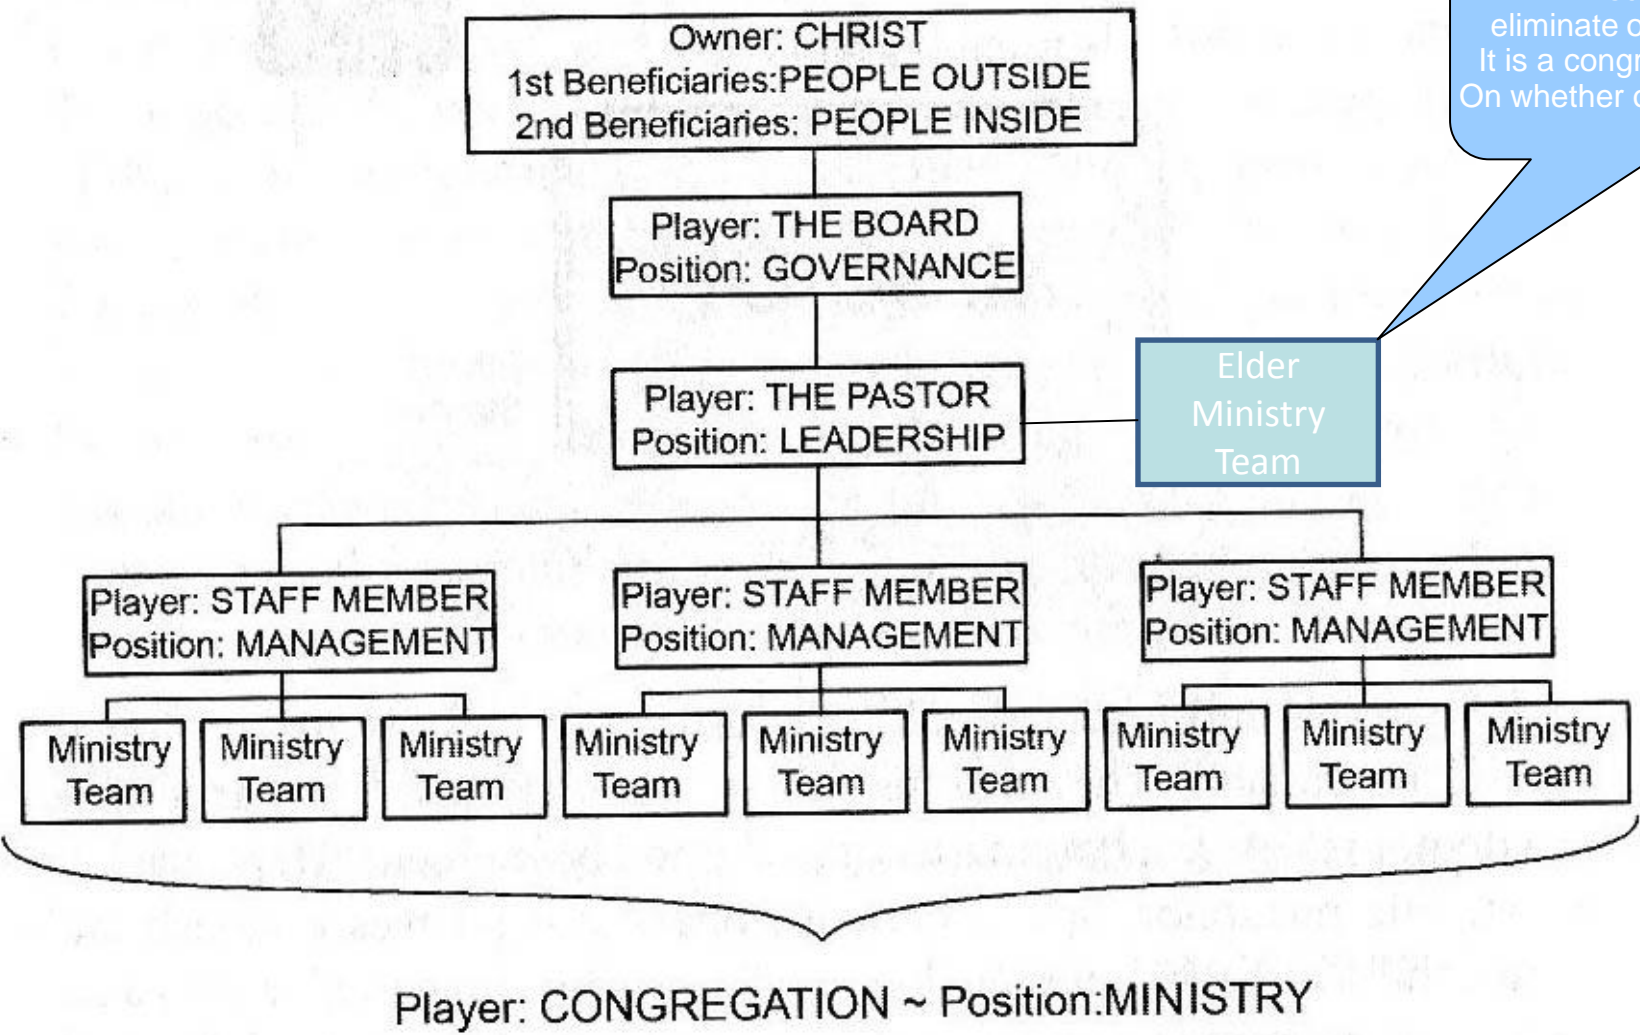 Owner: CHRIST
1st Beneficiaries:PEOPLE OUTSIDE
2nd Beneficiaries: PEOPLE INSIDE
eliminate
It is a
On whether
Player: THE BOARD
Position: GOVERNANCE
Player: THE PASTOR
Position: LEADERSHIP
Elder
Ministry
Team
Player: STAFF MEMBER
Position: MANAGEMENT
Player: STAFF MEMBER
Position: MANAGEMENT
Player: STAFF MEMBER
Position: MANAGEMENT
Ministry
Team
Ministry
Team
Ministry
Team
Ministry
Team
Ministry
Team
Ministry
Team
Ministry
Team
Ministry
Team
Ministry
Team
Player: CONGREGATION ~ Position:MINISTRY